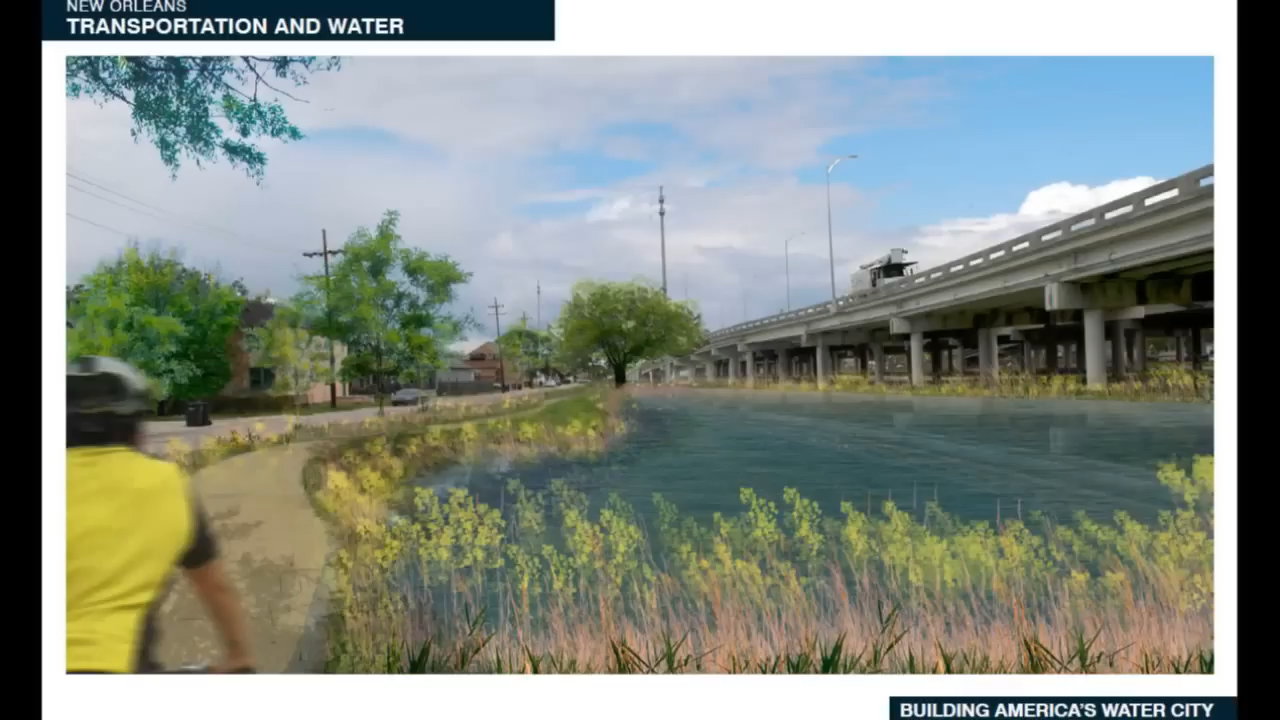 NEW ORLEANS
TRANSPORTATION AND WATER
BUILDING AMERICA'S WATER CITY